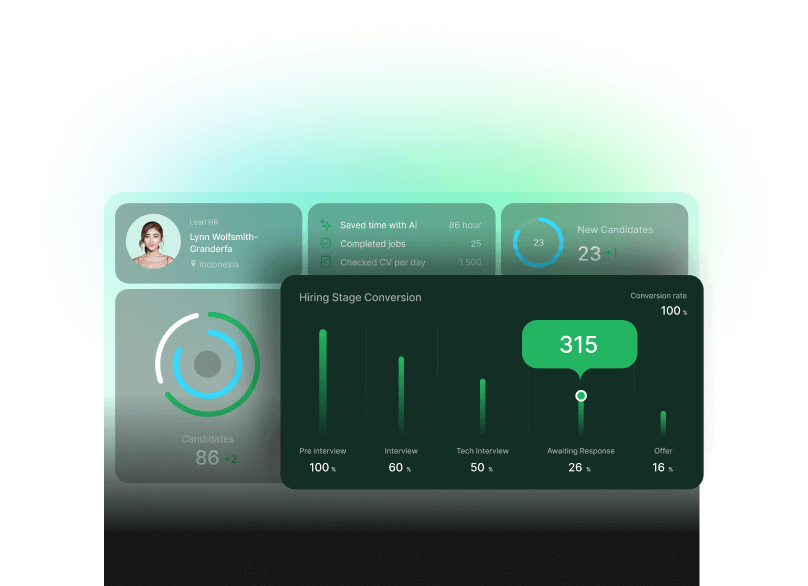 Lead HR
Lynn Wolfsmith-
Granderfa
Indonesia
Saved time with AI 86 hour
Completed jobs 25
Checked CV per day 1 500
23
New Candidates
23 +1
Candidates
86 +2
Hiring Stage Conversion
Conversion rate
100 %
315
Pre interview
100 %
Interview
60 %
Tech Interview
50 %
Awaiting Response
26 %
Offer
16 %